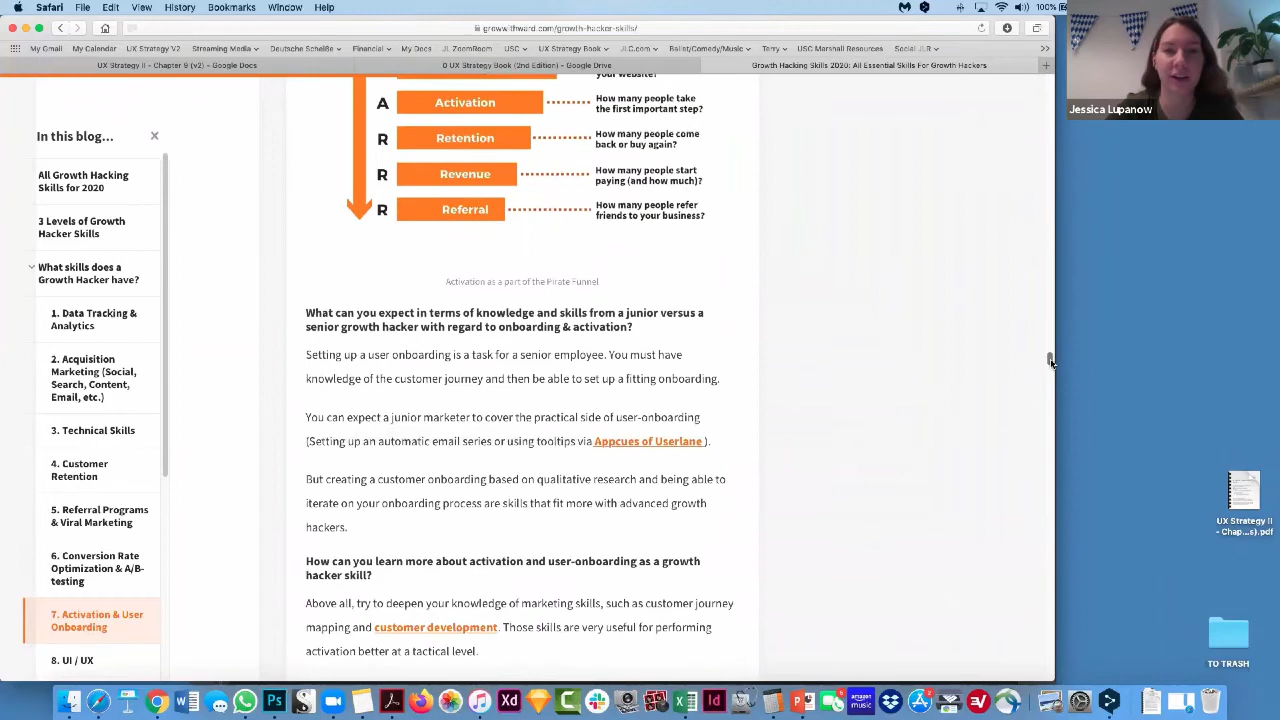 Safari File Edit View History Bookmarks Window Help 100%
growwithward.com/growth-hacker-skills/
My Gmail My Calendar UX Strategy V2 Streaming Media Deutsche Scheiße Financial My Docs JL ZoomRoom USC UX Strategy Book JLC.com Ballet/Comedy/Music Terry USC MArshall Resources Social JLR
UX Strategy II - Chapter 9 (v2) - Google Docs 0 UX Strategy Book (2nd Edition) - Google Drive Growth Hacking Skills 2020: All Essential Skills For Growth Hackers
Jessica Lupanow
In this blog...
All Growth Hacking
Skills for 2020
3 Levels of Growth
Hacker Skills
What skills does a
Growth Hacker have?
1. Data Tracking &
Analytics
2. Acquisition
Marketing (Social,
Search, Content,
Email, etc.)
3. Technical Skills
4. Customer
Retention
5. Referral Programs
& Viral Marketing
6. Conversion Rate
Optimization & A/B-
testing
7. Activation & User
Onboarding
8. UI / UX
your website?
A Activation How many people take
the first important step?
R Retention How many people come
back or buy again?
R Revenue How many people start
paying (and how much)?
R Referral How many people refer
friends to your business?
Activation as a part of the Pirate Funnel
What can you expect in terms of knowledge and skills from a junior versus a
senior growth hacker with regard to onboarding & activation?
Setting up a user onboarding is a task for a senior employee. You must have
knowledge of the customer journey and then be able to set up a fitting onboarding.
You can expect a junior marketer to cover the practical side of user-onboarding
(Setting up an automatic email series or using tooltips via Appcues of Userlane ).
But creating a customer onboarding based on qualitative research and being able to
iterate on your onboarding process are skills that fit more with advanced growth
hackers.
How can you learn more about activation and user-onboarding as a growth
hacker skill?
Above all, try to deepen your knowledge of marketing skills, such as customer journey
mapping and customer development. Those skills are very useful for performing
activation better at a tactical level.
UX Strategy II
- Chap...s).pdf
TO TRASH
Ps Xd Id
amazon
music